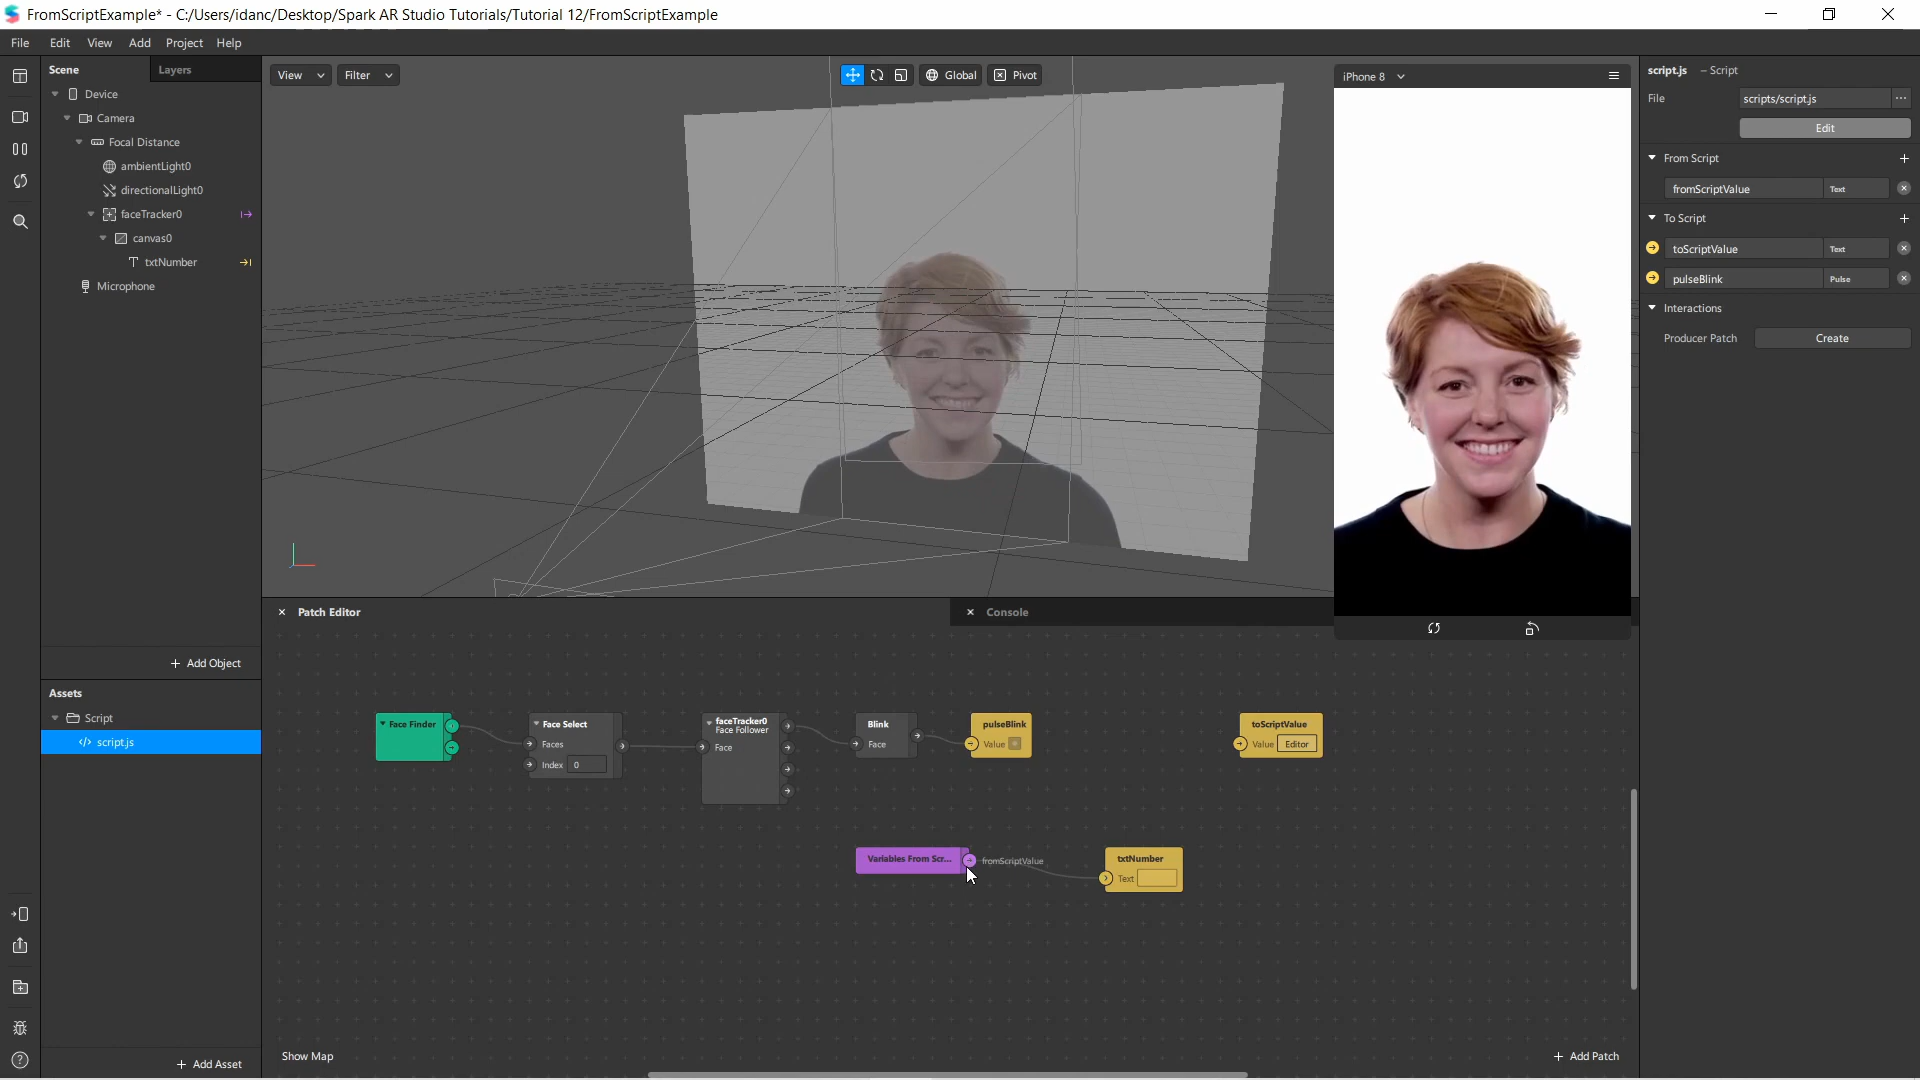 FromScriptExample* - C:/Users/idanc/Desktop/Spark AR Studio Tutorials/Tutorial 12/FromScriptExample
File Edit View Add Project Help
Scene Layers
Device
Camera
Focal Distance
ambientLight0
directionalLight0
faceTracker0
canvas0
txtNumber
Microphone
+ Add Object
Assets
Script
script.js
+ Add Asset
View Filter Global Pivot
iPhone 8
Patch Editor Console
Face Finder
Face Select
Faces
Index 0
faceTracker0
Face Follower
Face
Blink
Face
pulseBlink
Value
toScriptValue
Value Editor
Variables From Scr... fromScriptValue
txtNumber
Text
Show Map
+ Add Patch
script.js – Script
File scripts/script.js ...
Edit
From Script
fromScriptValue Text
To Script
toScriptValue Text
pulseBlink Pulse
Interactions
Producer Patch Create